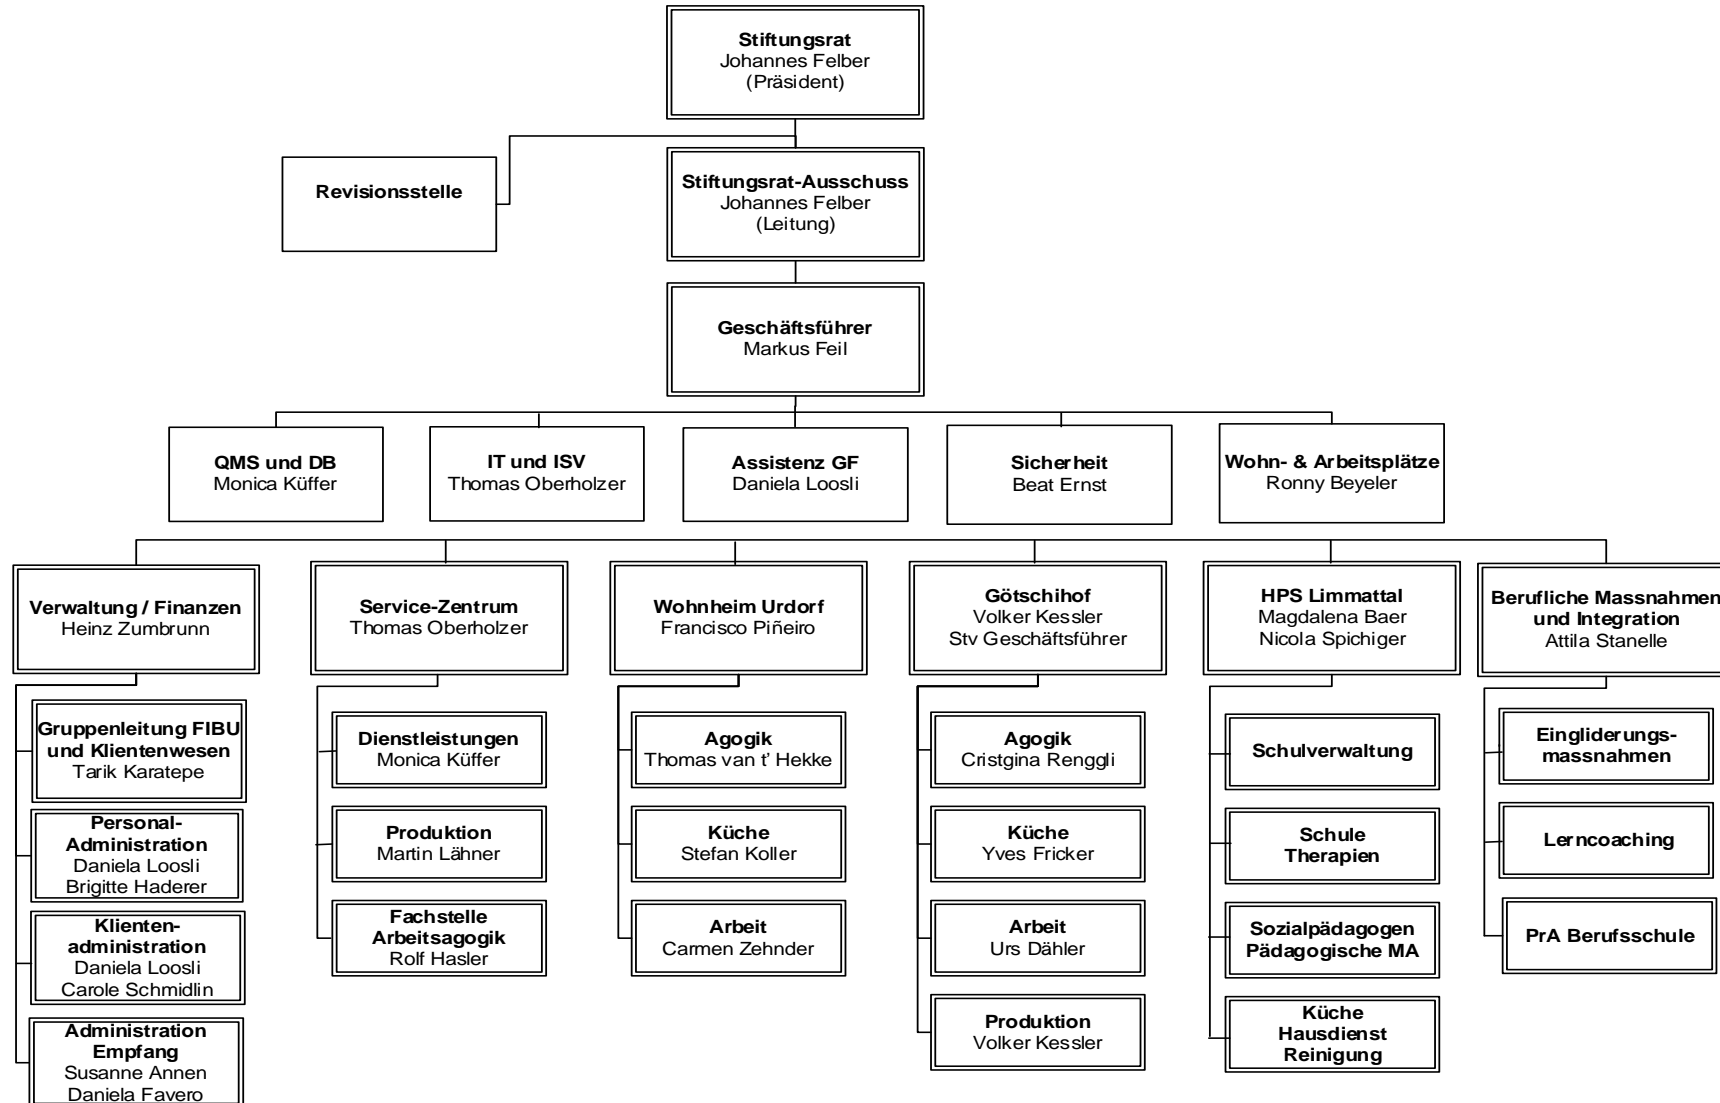 Stiftungsrat
Johannes Felber
(Präsident)
Revisionsstelle
Stiftungsrat-Ausschuss
Johannes Felber
(Leitung)
Geschäftsführer
Markus Feil
QMS und DB
Monica Küffer
IT und ISV
Thomas Oberholzer
Assistenz GF
Daniela Loosli
Sicherheit
Beat Ernst
Wohn- & Arbeitsplätze
Ronny Beyeler
Verwaltung / Finanzen
Heinz Zumbrunn
Service-Zentrum
Thomas Oberholzer
Wohnheim Urdorf
Francisco Piñeiro
Götschihof
Volker Kessler
Stv Geschäftsführer
HPS Limmattal
Magdalena Baer
Nicola Spichiger
Berufliche Massnahmen
und Integration
Attila Stanelle
Gruppenleitung FIBU
und Klientenwesen
Tarik Karatepe
Personal-
Administration
Daniela Loosli
Brigitte Haderer
Klienten-
administration
Daniela Loosli
Carole Schmidlin
Administration
Empfang
Susanne Annen
Daniela Favero
Dienstleistungen
Monica Küffer
Produktion
Martin Lähner
Fachstelle
Arbeitsagogik
Rolf Hasler
Agogik
Thomas van t' Hekke
Küche
Stefan Koller
Arbeit
Carmen Zehnder
Agogik
Cristgina Renggli
Küche
Yves Fricker
Arbeit
Urs Dähler
Produktion
Volker Kessler
Schulverwaltung
Schule
Therapien
Sozialpädagogen
Pädagogische MA
Küche
Hausdienst
Reinigung
Eingliderungs-
massnahmen
Lerncoaching
PrA Berufsschule